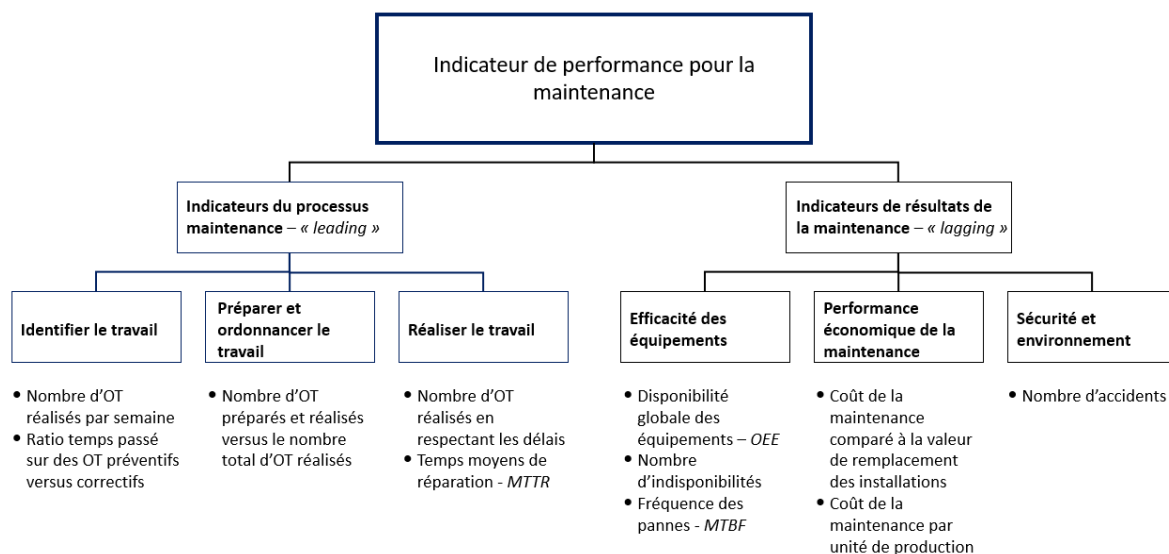 Indicateur de performance pour la
maintenance
Indicateurs du processus
maintenance – « leading »
Indicateurs de résultats de
la maintenance – « lagging »
Identifier le travail
Préparer et
ordonnancer le
travail
Réaliser le travail
Efficacité des
équipements
Performance
économique de la
maintenance
Sécurité et
environnement
• Nombre d’OT
réalisés par semaine
• Ratio temps passé
sur des OT préventifs
versus correctifs
• Nombre d’OT
préparés et réalisés
versus le nombre
total d’OT réalisés
• Nombre d’OT
réalisés en
respectant les délais
• Temps moyens de
réparation - MTTR
• Disponibilité
globale des
équipements – OEE
• Nombre
d’indisponibilités
• Fréquence des
pannes - MTBF
• Coût de la
maintenance
comparé à la valeur
de remplacement
des installations
• Coût de la
maintenance par
unité de production
• Nombre d’accidents